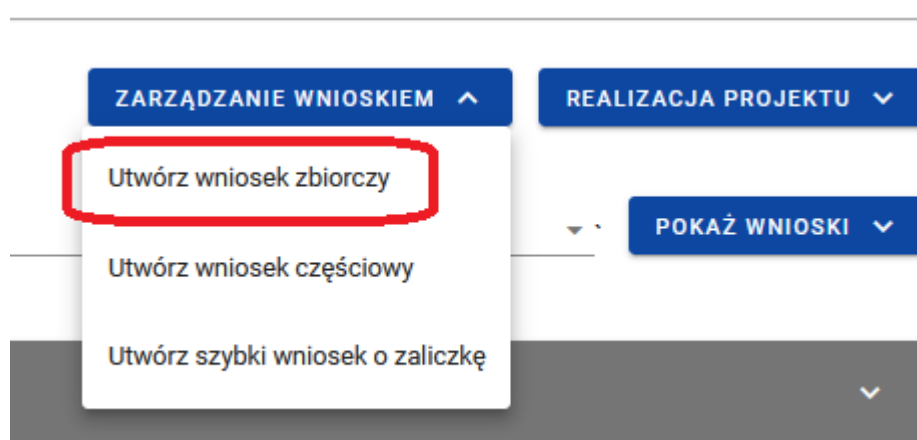 ZARZĄDZANIE WNIOSKIEM
REALIZACJA PROJEKTU
Utwórz wniosek zbiorczy
POKAŻ WNIOSKI
Utwórz wniosek częściowy
Utwórz szybki wniosek o zaliczkę